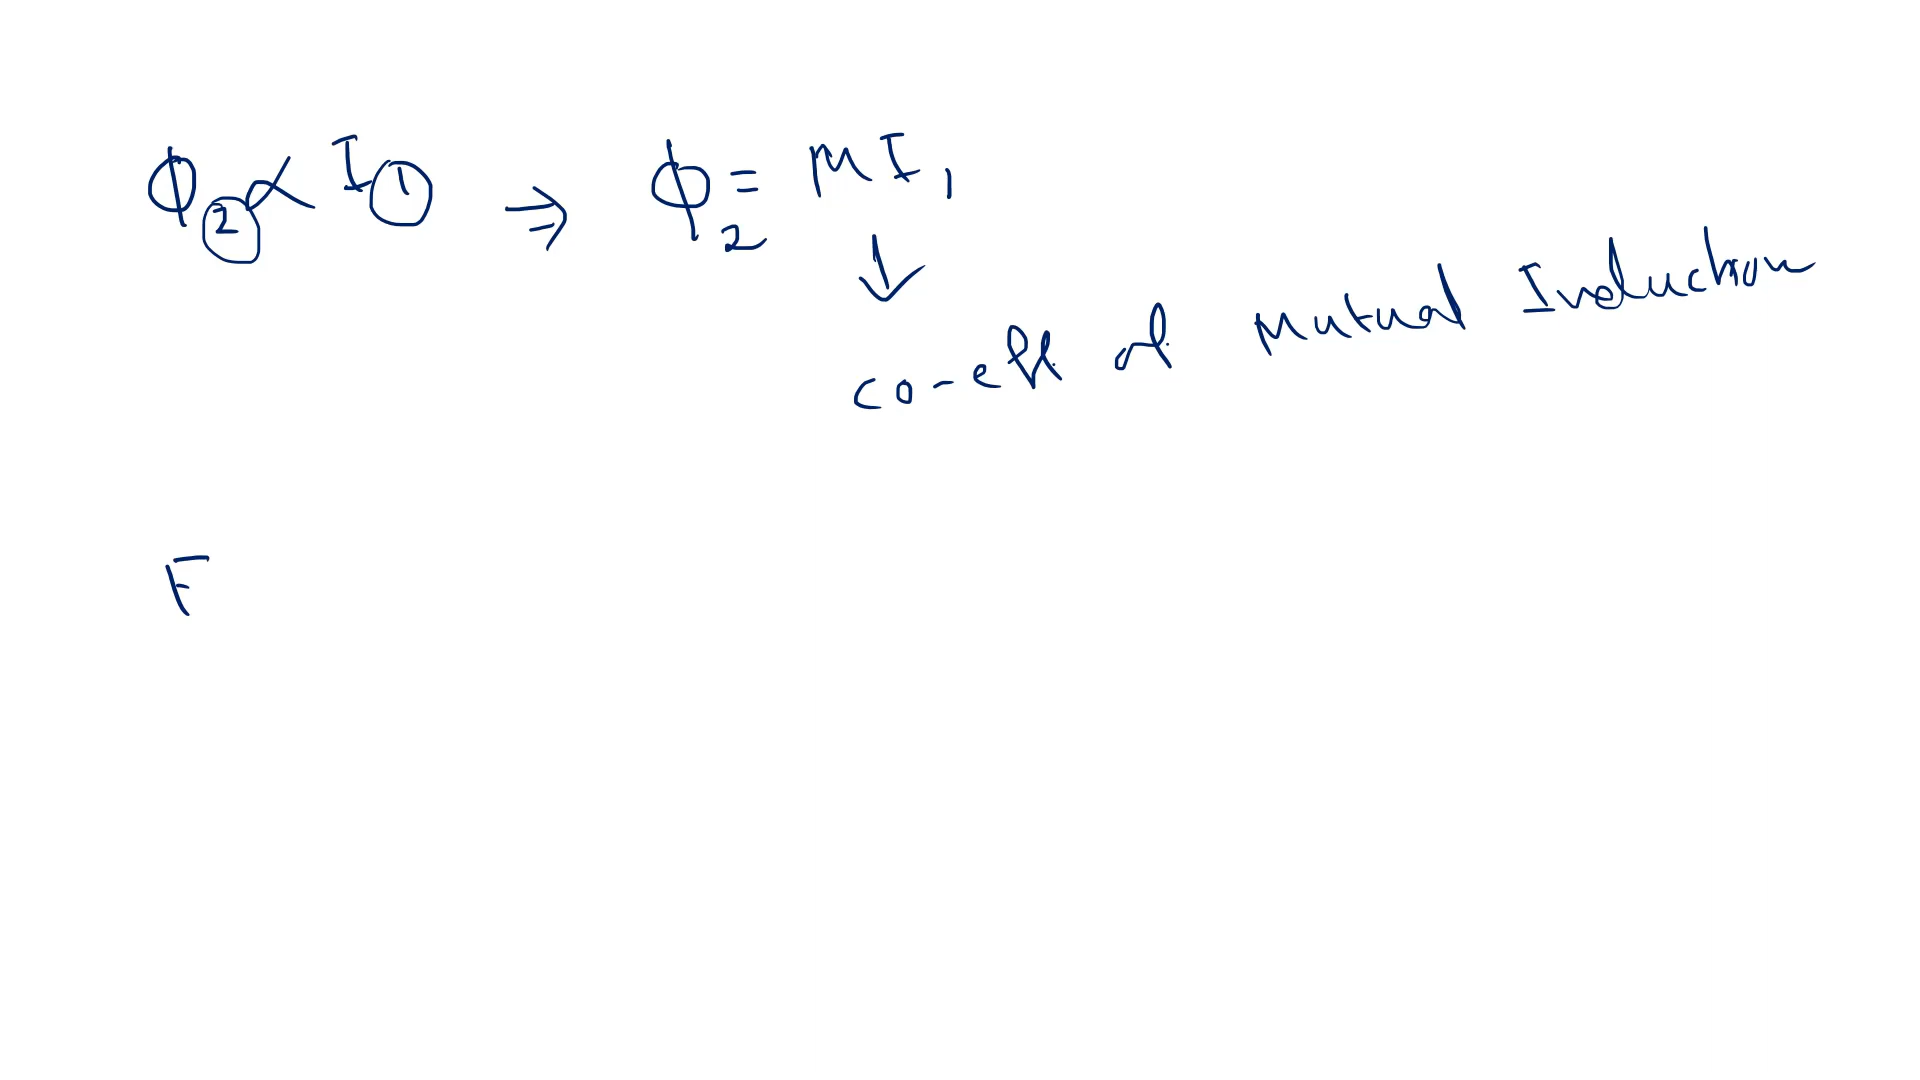 ϕ₂ ∝ I₁ ⇒ ϕ₂ = MI₁
↓
co-eff of Mutual Induction
F